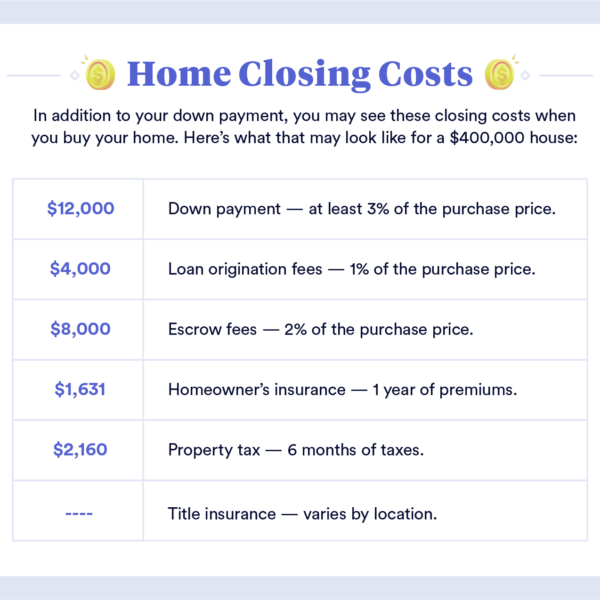 Home Closing Costs
In addition to your down payment, you may see these closing costs when
you buy your home. Here’s what that may look like for a $400,000 house:
$12,000 Down payment — at least 3% of the purchase price.
$4,000 Loan origination fees — 1% of the purchase price.
$8,000 Escrow fees — 2% of the purchase price.
$1,631 Homeowner’s insurance — 1 year of premiums.
$2,160 Property tax — 6 months of taxes.
---- Title insurance — varies by location.